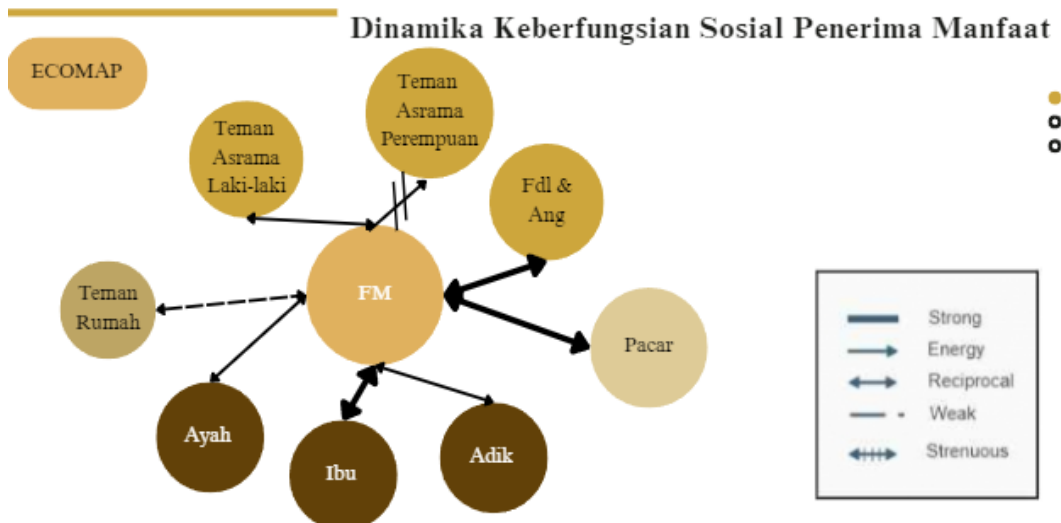 Dinamika Keberfungsian Sosial Penerima Manfaat
ECOMAP
Teman
Asrama
Perempuan
Teman
Asrama
Laki-laki
Fdl &
Ang
FM
Teman
Rumah
Pacar
Ayah
Ibu
Adik
Strong
Energy
Reciprocal
Weak
Strenuous